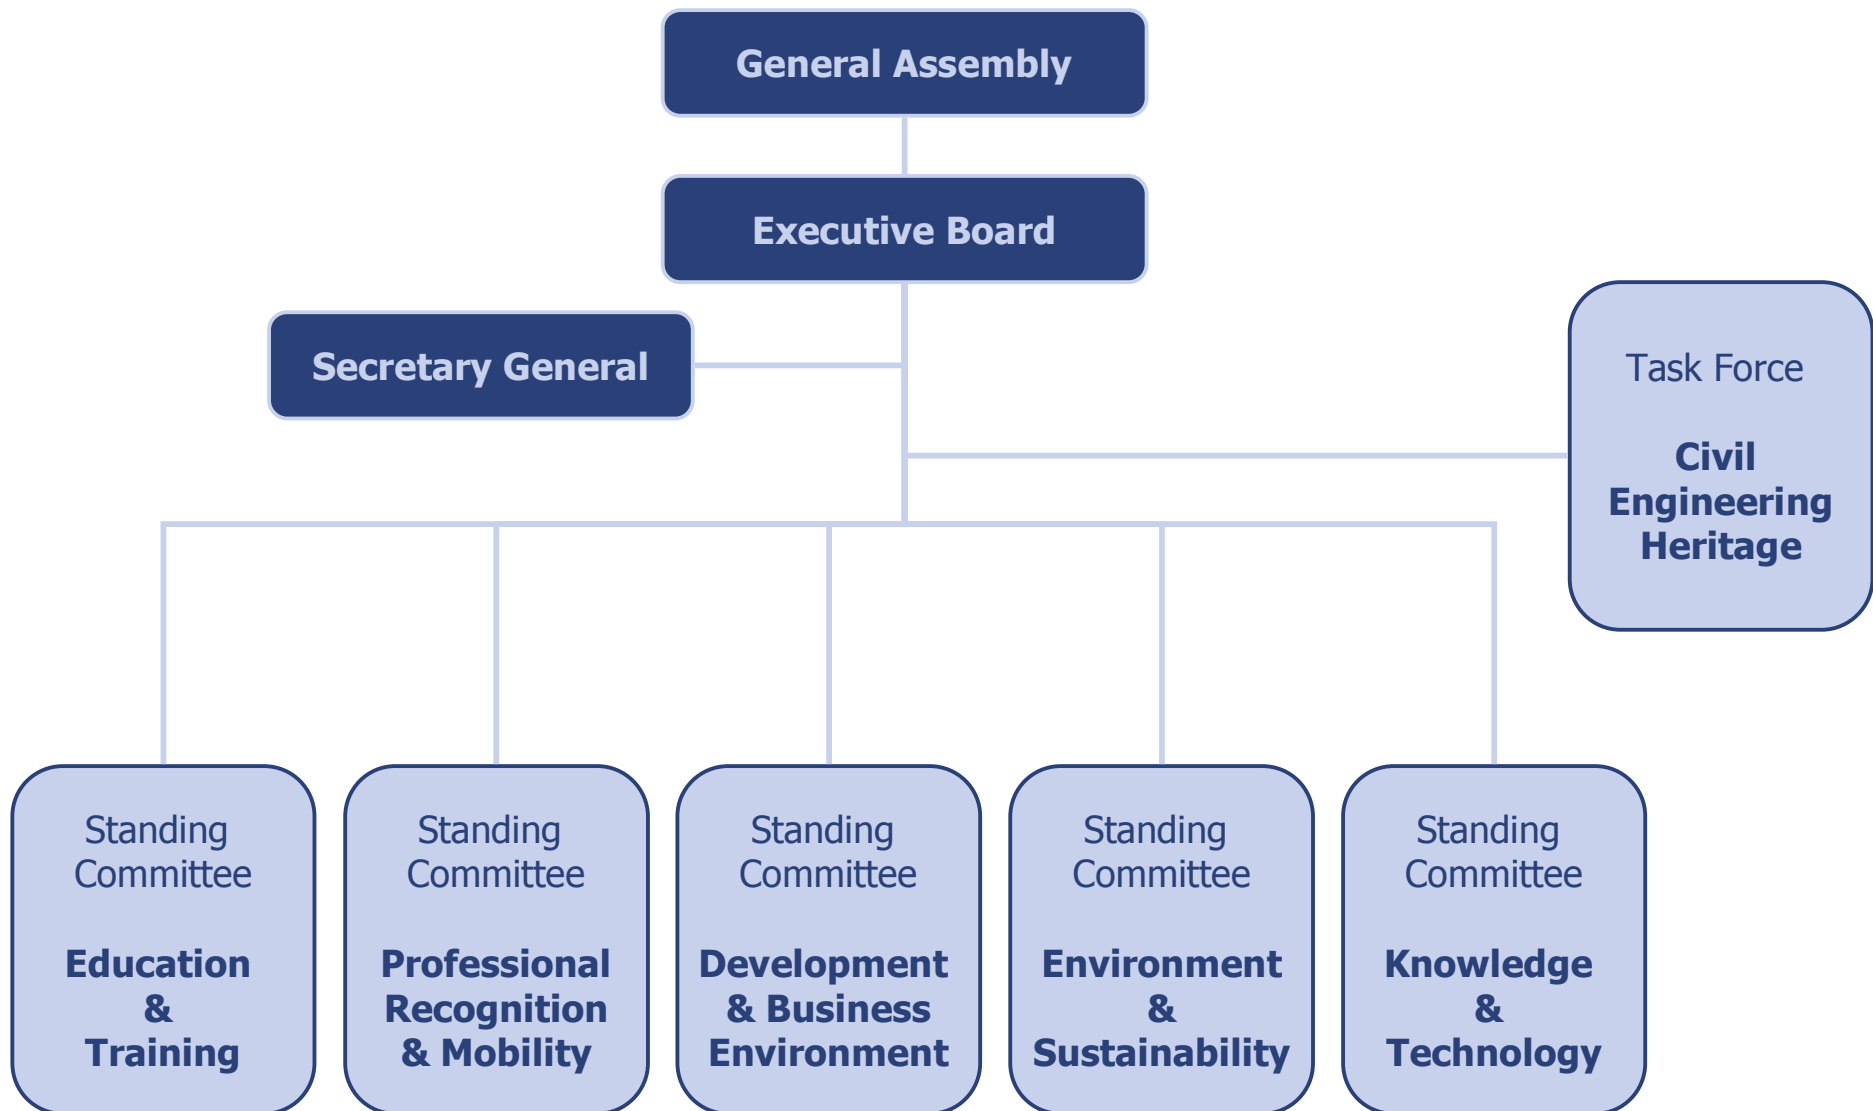 General Assembly
Executive Board
Secretary General
Task Force
Civil
Engineering
Heritage
Standing
Committee
Education
&
Training
Standing
Committee
Professional
Recognition
& Mobility
Standing
Committee
Development
& Business
Environment
Standing
Committee
Environment
&
Sustainability
Standing
Committee
Knowledge
&
Technology